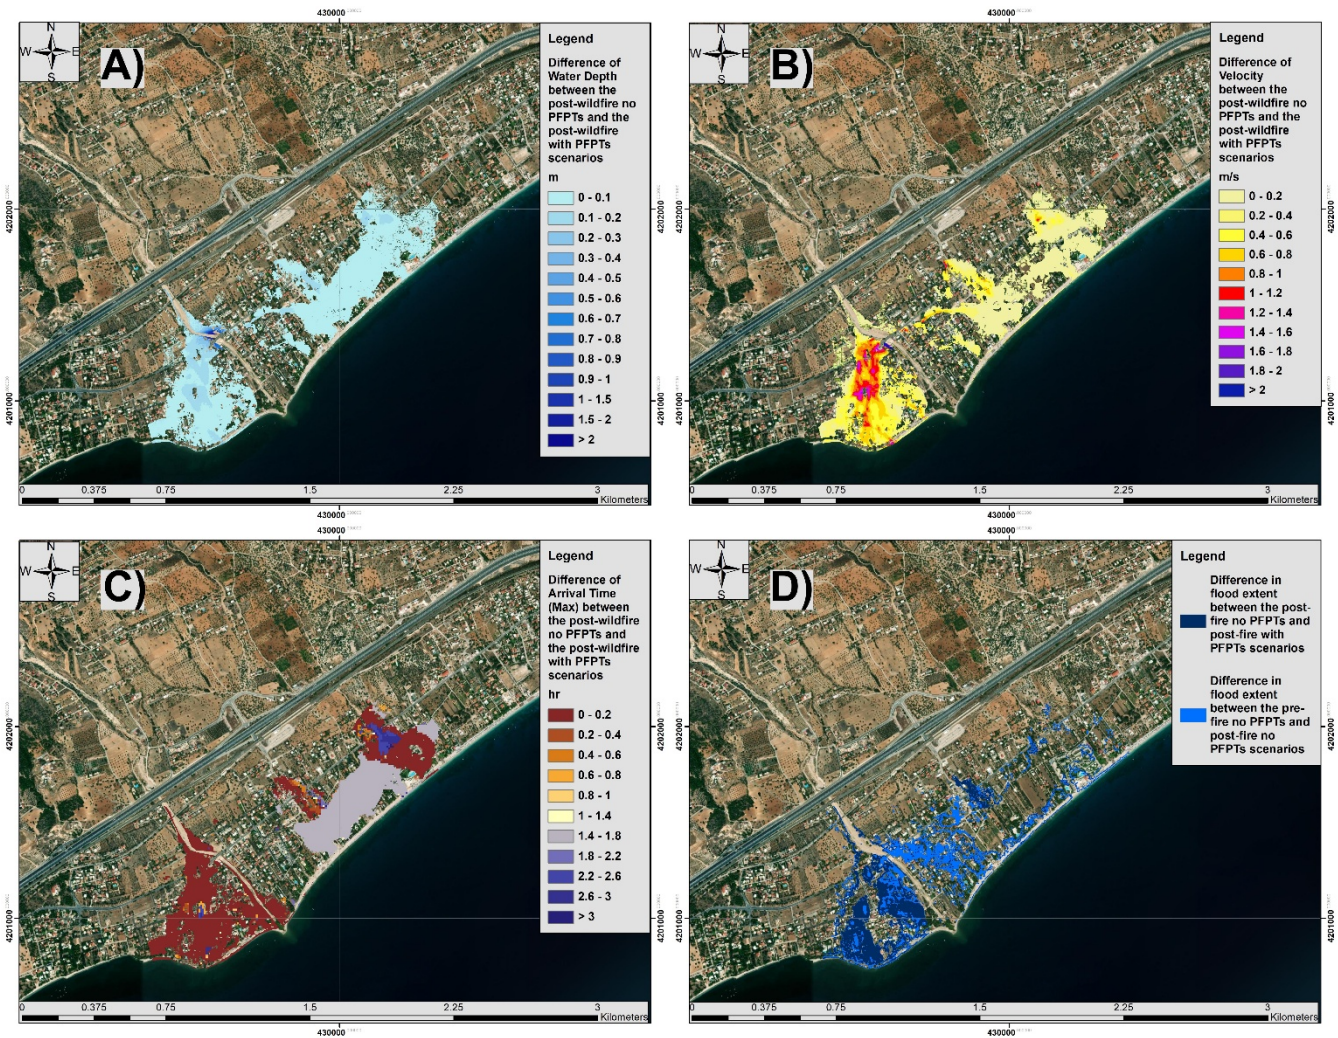 430000
N
W E
S
A)
Legend
Difference of
Water Depth
between the
post-wildfire no
PFPTs and the
post-wildfire
with PFPTs
scenarios
m
0 - 0.1
0.1 - 0.2
0.2 - 0.3
0.3 - 0.4
0.4 - 0.5
0.5 - 0.6
0.6 - 0.7
0.7 - 0.8
0.8 - 0.9
0.9 - 1
1 - 1.5
1.5 - 2
> 2
4202000
4201000
0 0.375 0.75 1.5 2.25 3
Kilometers
430000
430000
N
W E
S
B)
Legend
Difference of
Velocity
between the
post-wildfire no
PFPTs and the
post-wildfire
with PFPTs
scenarios
m/s
0 - 0.2
0.2 - 0.4
0.4 - 0.6
0.6 - 0.8
0.8 - 1
1 - 1.2
1.2 - 1.4
1.4 - 1.6
1.6 - 1.8
1.8 - 2
> 2
4202000
4202000
4201000
4201000
0 0.375 0.75 1.5 2.25 3
Kilometers
430000
430000
N
W E
S
C)
Legend
Difference of
Arrival Time
(Max) between
the post-wildfire
no PFPTs and
the post-wildfire
with PFPTs
scenarios
hr
0 - 0.2
0.2 - 0.4
0.4 - 0.6
0.6 - 0.8
0.8 - 1
1 - 1.4
1.4 - 1.8
1.8 - 2.2
2.2 - 2.6
2.6 - 3
> 3
4202000
4201000
0 0.375 0.75 1.5 2.25 3
Kilometers
430000
430000
N
W E
S
D)
Legend
Difference in
flood extent
between the post-
fire no PFPTs and
post-fire with
PFPTs scenarios
Difference in
flood extent
between the pre-
fire no PFPTs and
post-fire no
PFPTs scenarios
4202000
4202000
4201000
4201000
0 0.375 0.75 1.5 2.25 3
Kilometers
430000